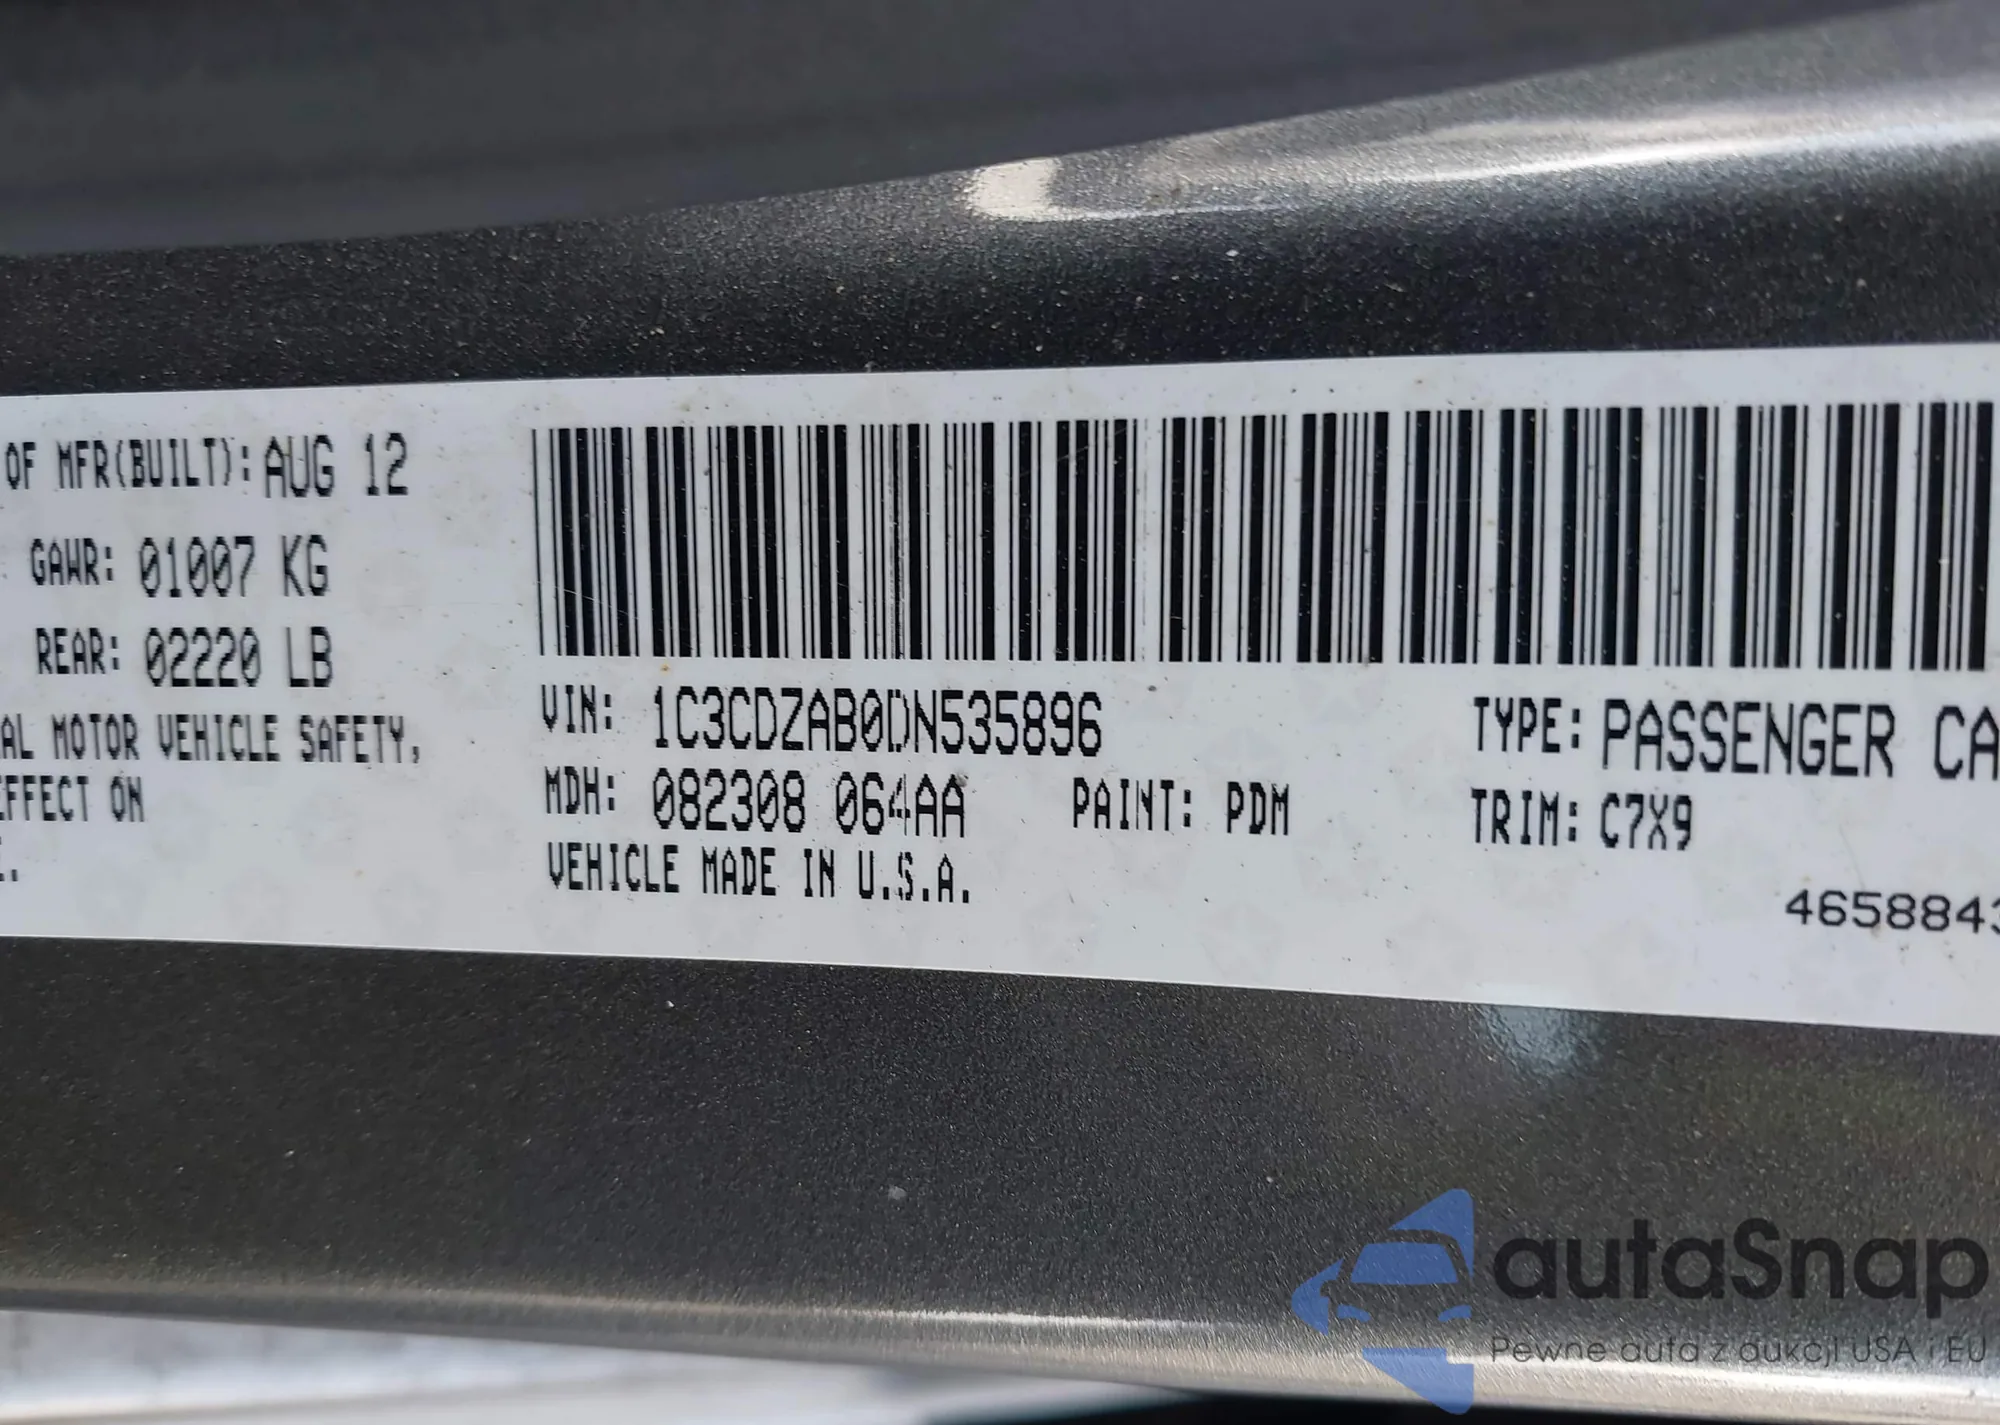 OF MFR(BUILT): AUG 12
GAWR: 01007 KG
REAR: 02220 LB
AL MOTOR VEHICLE SAFETY,
EFFECT ON
VIN: 1C3CDZAB0DN535896
MDH: 082308 064AA PAINT: PDM
VEHICLE MADE IN U.S.A.
TYPE: PASSENGER CA
TRIM: C7X9
4658843
autaSnap
Pewne auta z aukcji USA i EU